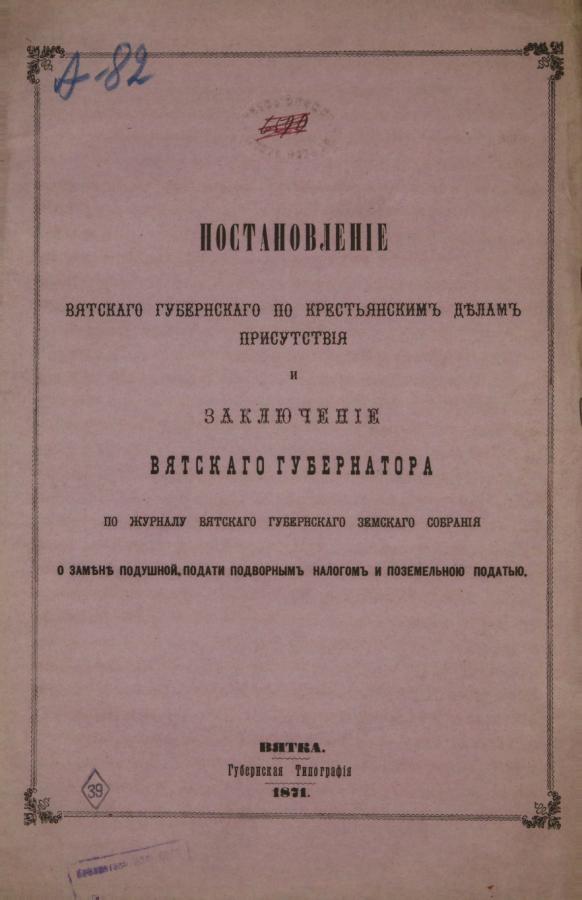 А-82
ПОСТАНОВЛЕНІЕ
ВЯТСКАГО ГУБЕРНСКАГО ПО КРЕСТЬЯНСКИМЪ ДѢЛАМЪ
ПРИСУТСТВІЯ
И
ЗАКЛЮЧЕНІЕ
ВЯТСКАГО ГУБЕРНАТОРА
ПО ЖУРНАЛУ ВЯТСКАГО ГУБЕРНСКАГО ЗЕМСКАГО СОБРАНІЯ
О ЗАМѢНѢ ПОДУШНОЙ, ПОДАТИ ПОДВОРНЫМЪ НАЛОГОМЪ И ПОЗЕМЕЛЬНОЮ ПОДАТЬЮ.
ВЯТКА.
Губернская Типографія
1871.
39